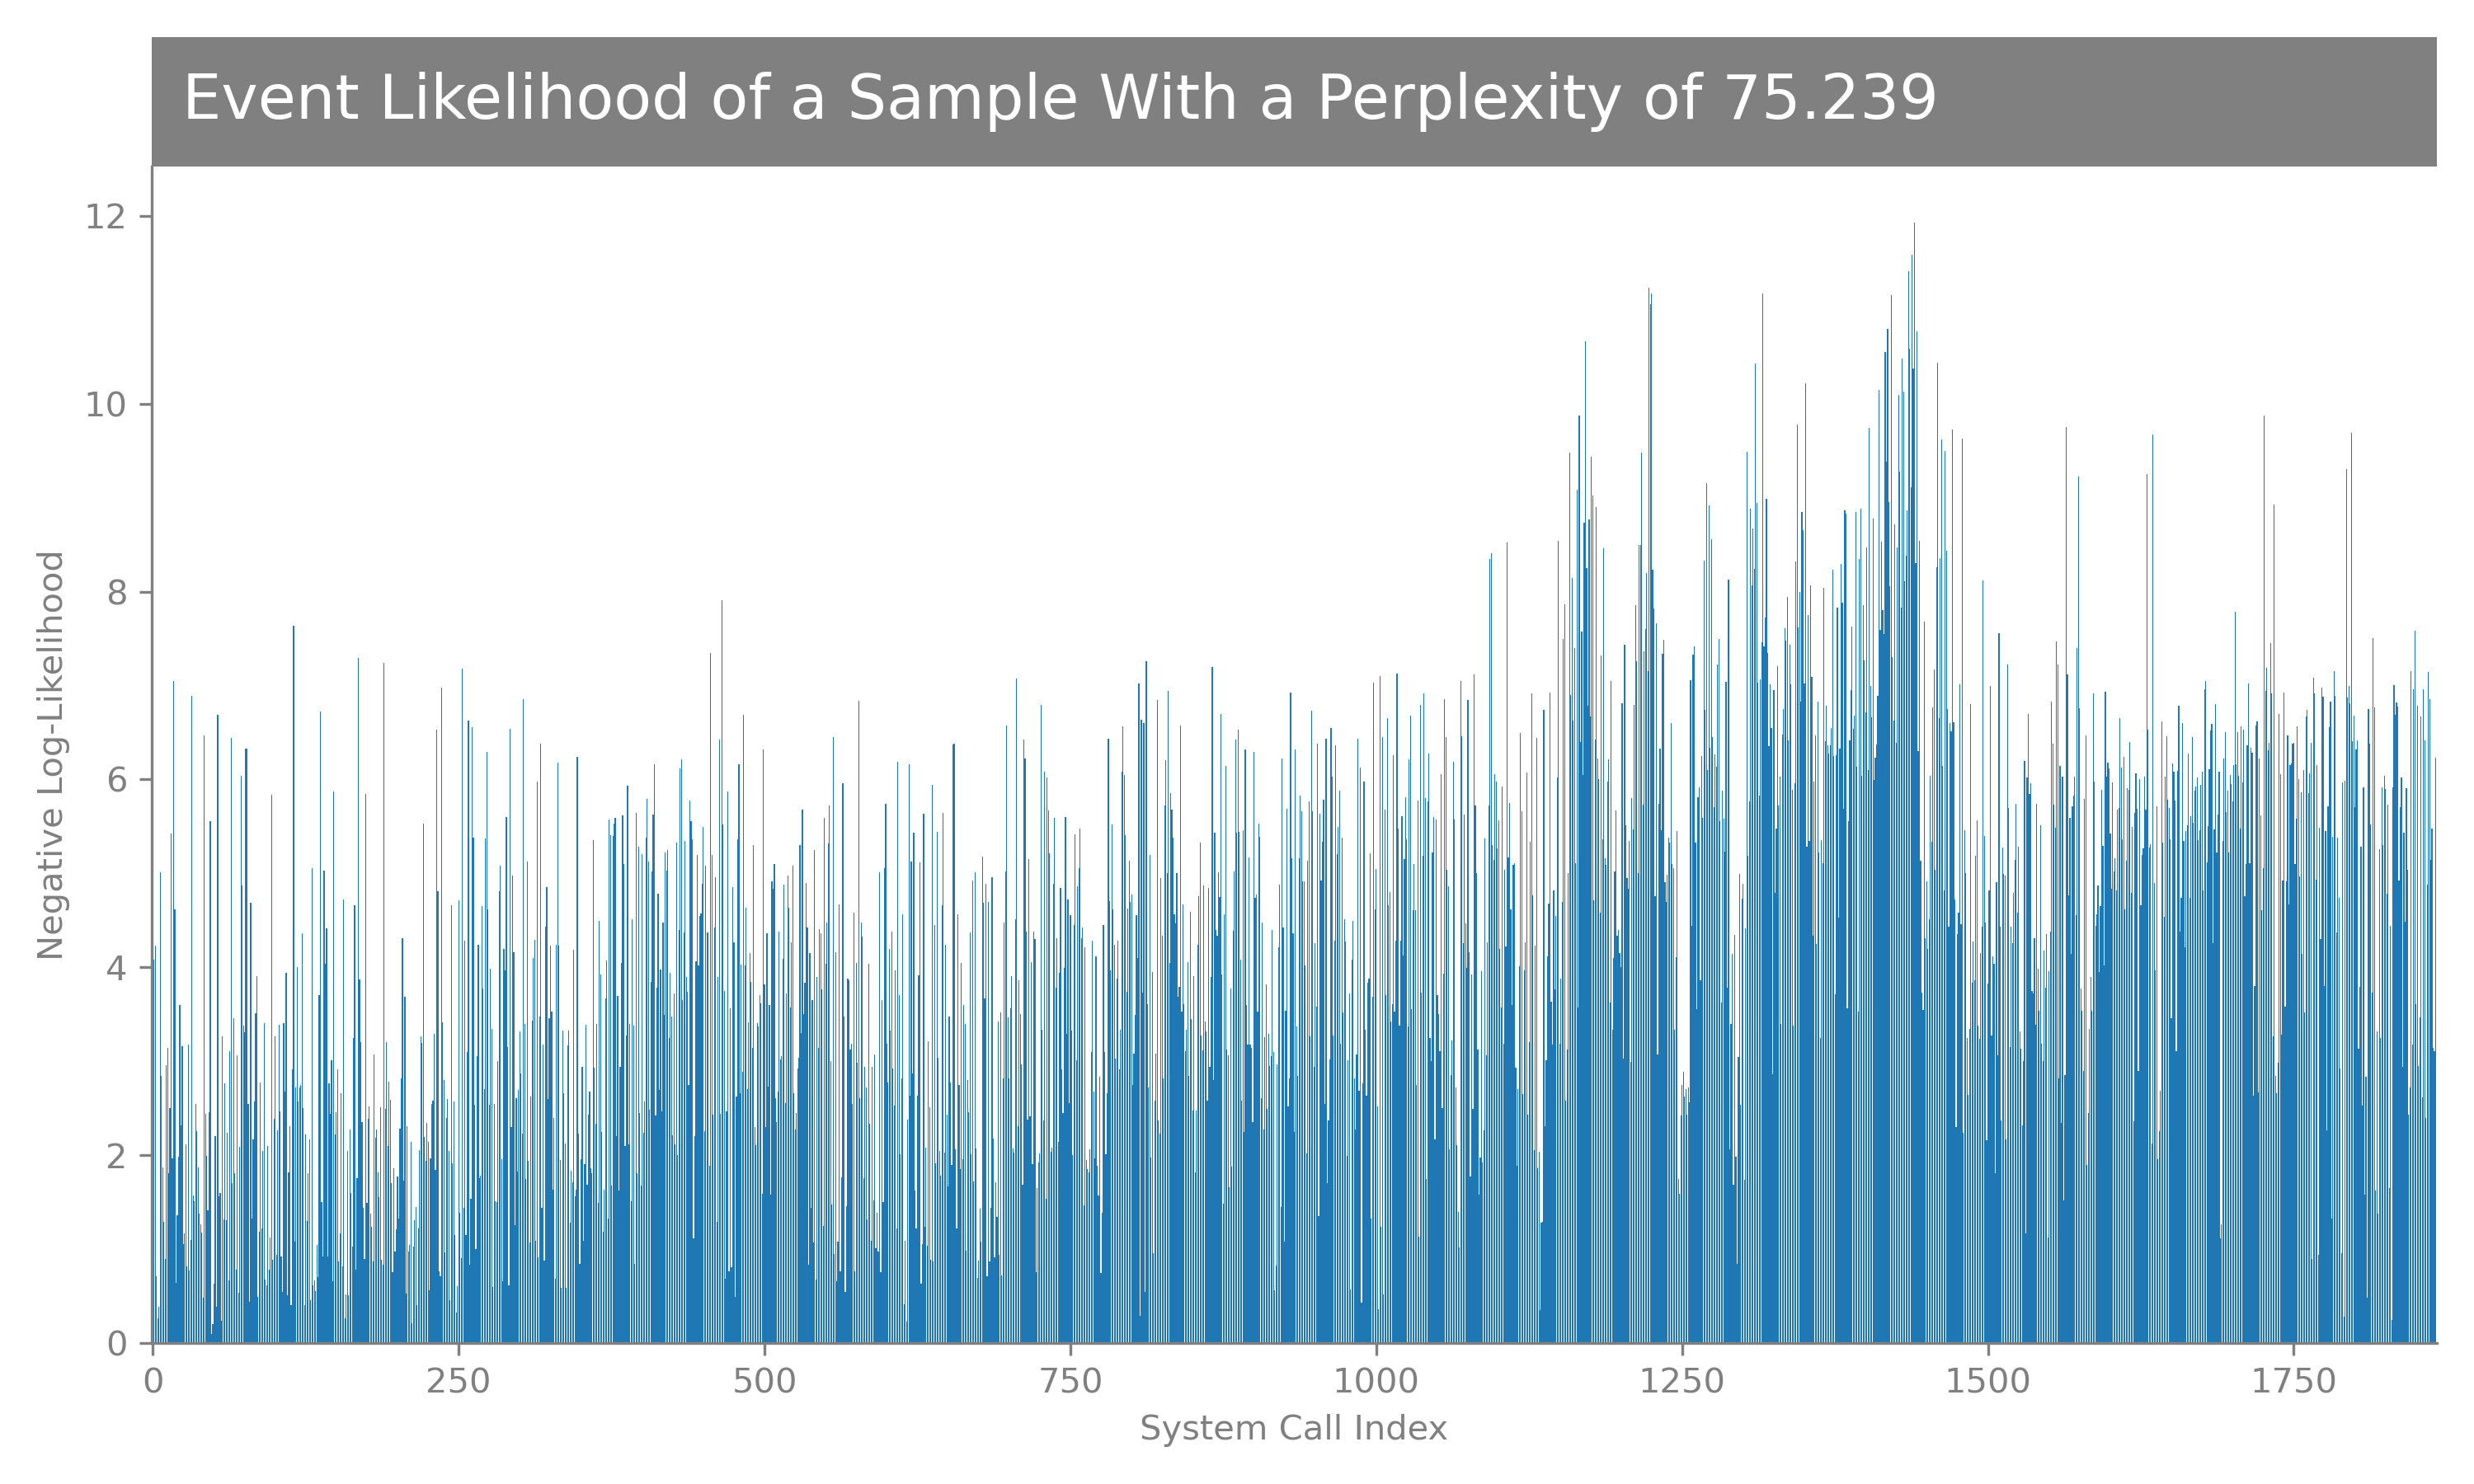 Event Likelihood of a Sample With a Perplexity of 75.239
12
10
8
6
4
2
0
Negative Log-Likelihood
0 250 500 750 1000 1250 1500 1750
System Call Index